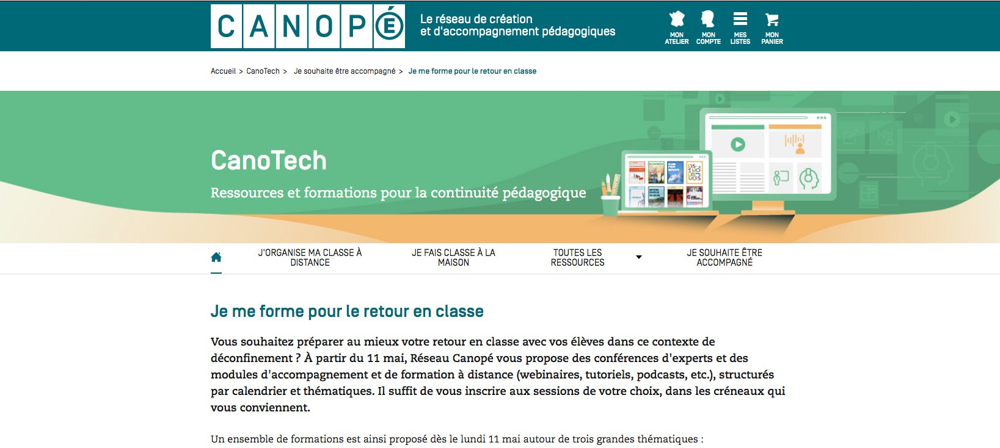 CANOPÉ
Le réseau de création
et d'accompagnement pédagogiques
MON
ATELIER
MON
COMPTE
MES
LISTES
MON
PANIER
Accueil > CanoTech > Je souhaite être accompagné > Je me forme pour le retour en classe
CanoTech
Ressources et formations pour la continuité pédagogique
J'ORGANISE MA CLASSE À
DISTANCE
JE FAIS CLASSE À LA
MAISON
TOUTES LES
RESSOURCES
JE SOUHAITE ÊTRE
ACCOMPAGNÉ
Je me forme pour le retour en classe
Vous souhaitez préparer au mieux votre retour en classe avec vos élèves dans ce contexte de
déconfinement ? À partir du 11 mai, Réseau Canopé vous propose des conférences d'experts et des
modules d'accompagnement et de formation à distance (webinaires, tutoriels, podcasts, etc.), structurés
par calendrier et thématiques. Il suffit de vous inscrire aux sessions de votre choix, dans les créneaux qui
vous conviennent.
Un ensemble de formations est ainsi proposé dès le lundi 11 mai autour de trois grandes thématiques :